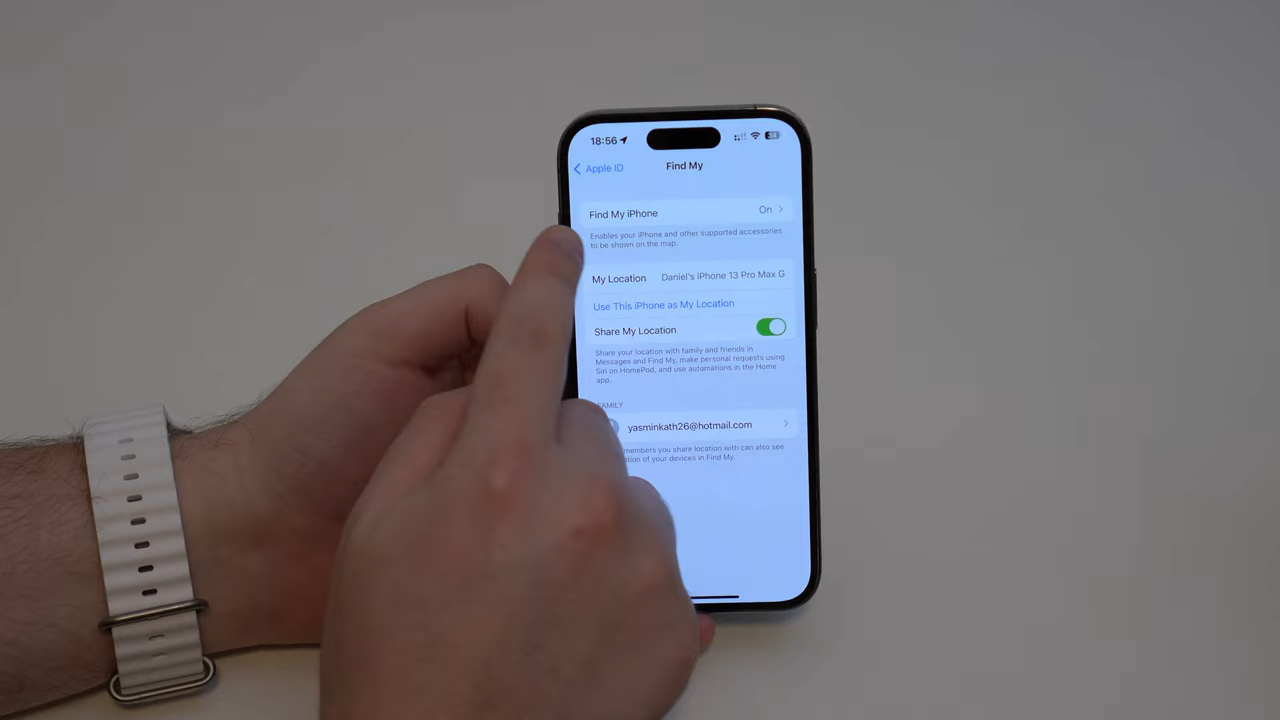 18:56
Apple ID
Find My
Find My iPhone On
Enables your iPhone and other supported accessories
to be shown on the map.
My Location Daniel's iPhone 13 Pro Max G
Use This iPhone as My Location
Share My Location
Share your location with family and friends in
Messages and Find My, make personal requests using
Siri on HomePod, and use automations in the Home
app.
FAMILY
yasminkath26@hotmail.com
members you share location with can also see
of your devices in Find My.